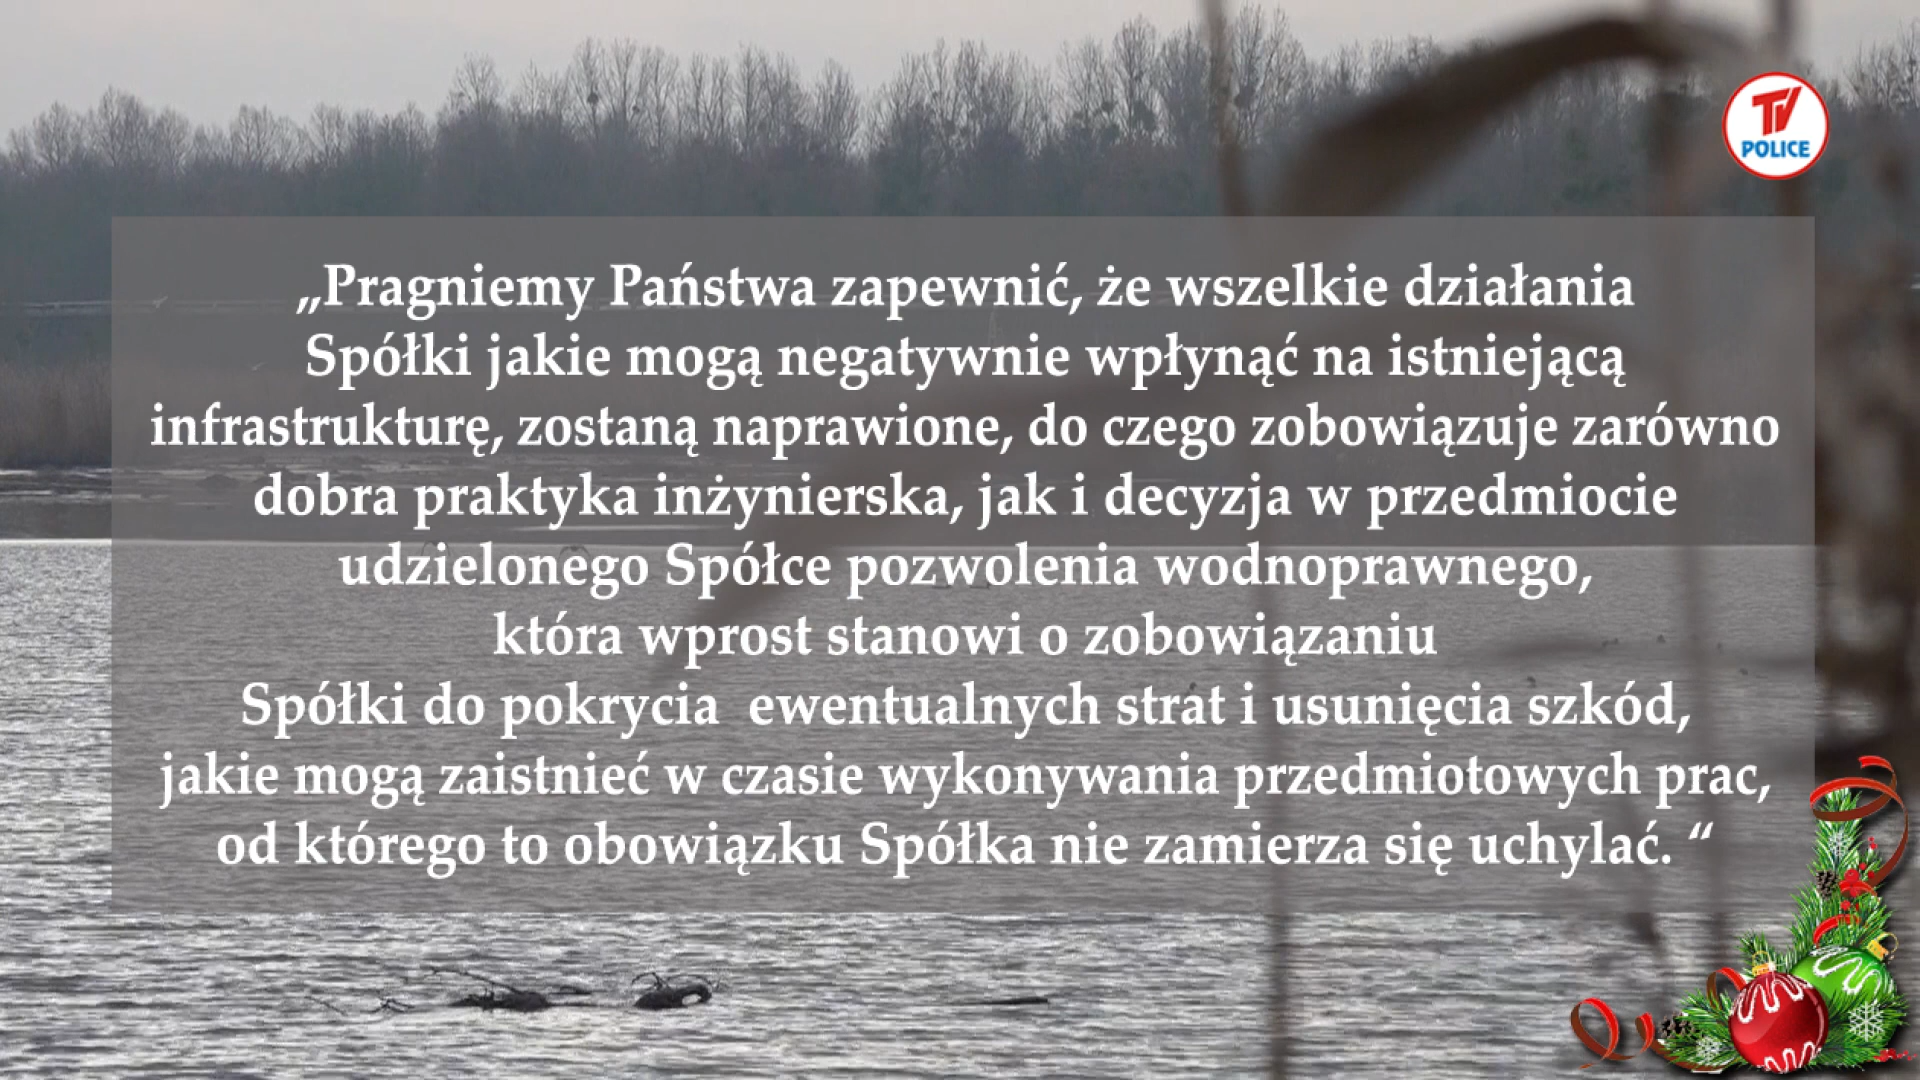 TV
POLICE
„Pragniemy Państwa zapewnić, że wszelkie działania
Spółki jakie mogą negatywnie wpłynąć na istniejącą
infrastrukturę, zostaną naprawione, do czego zobowiązuje zarówno
dobra praktyka inżynierska, jak i decyzja w przedmiocie
udzielonego Spółce pozwolenia wodnoprawnego,
która wprost stanowi o zobowiązaniu
Spółki do pokrycia  ewentualnych strat i usunięcia szkód,
jakie mogą zaistnieć w czasie wykonywania przedmiotowych prac,
od którego to obowiązku Spółka nie zamierza się uchylać. “